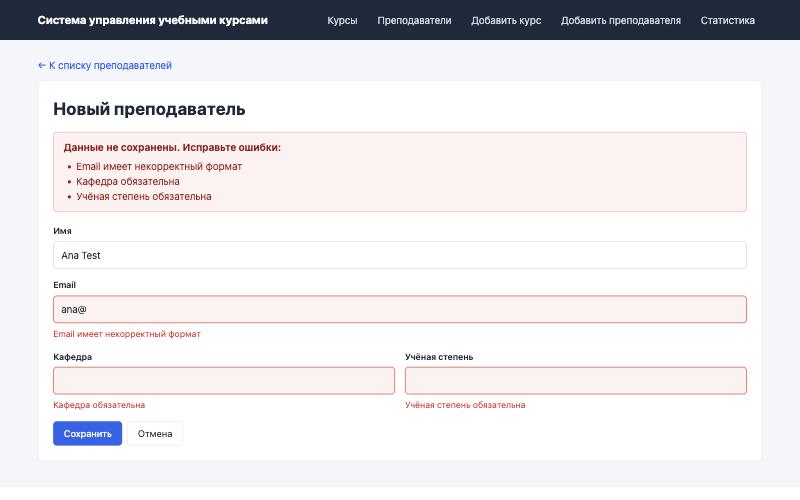 Система управления учебными курсами
Курсы Преподаватели Добавить курс Добавить преподавателя Статистика
← К списку преподавателей
Новый преподаватель
Данные не сохранены. Исправьте ошибки:
• Email имеет некорректный формат
• Кафедра обязательна
• Учёная степень обязательна
Имя
Ana Test
Email
ana@
Email имеет некорректный формат
Кафедра Учёная степень
Кафедра обязательна Учёная степень обязательна
Сохранить Отмена